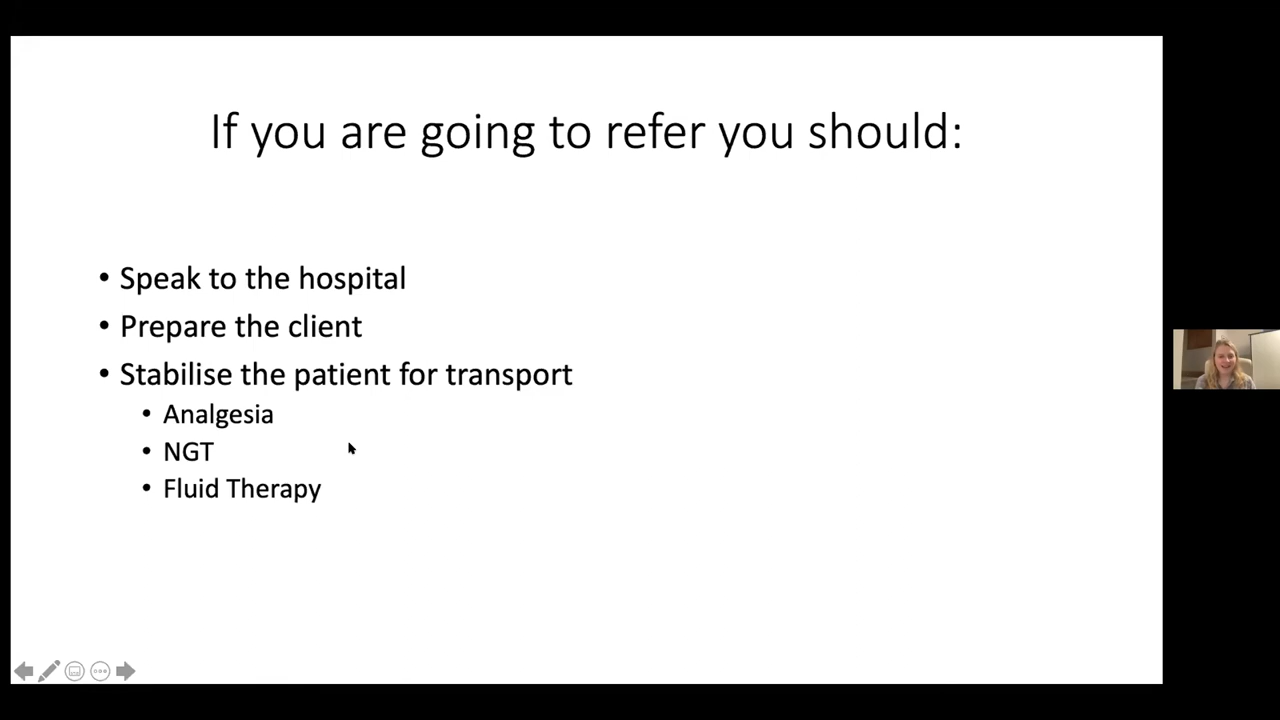 If you are going to refer you should:
• Speak to the hospital
• Prepare the client
• Stabilise the patient for transport
• Analgesia
• NGT
• Fluid Therapy